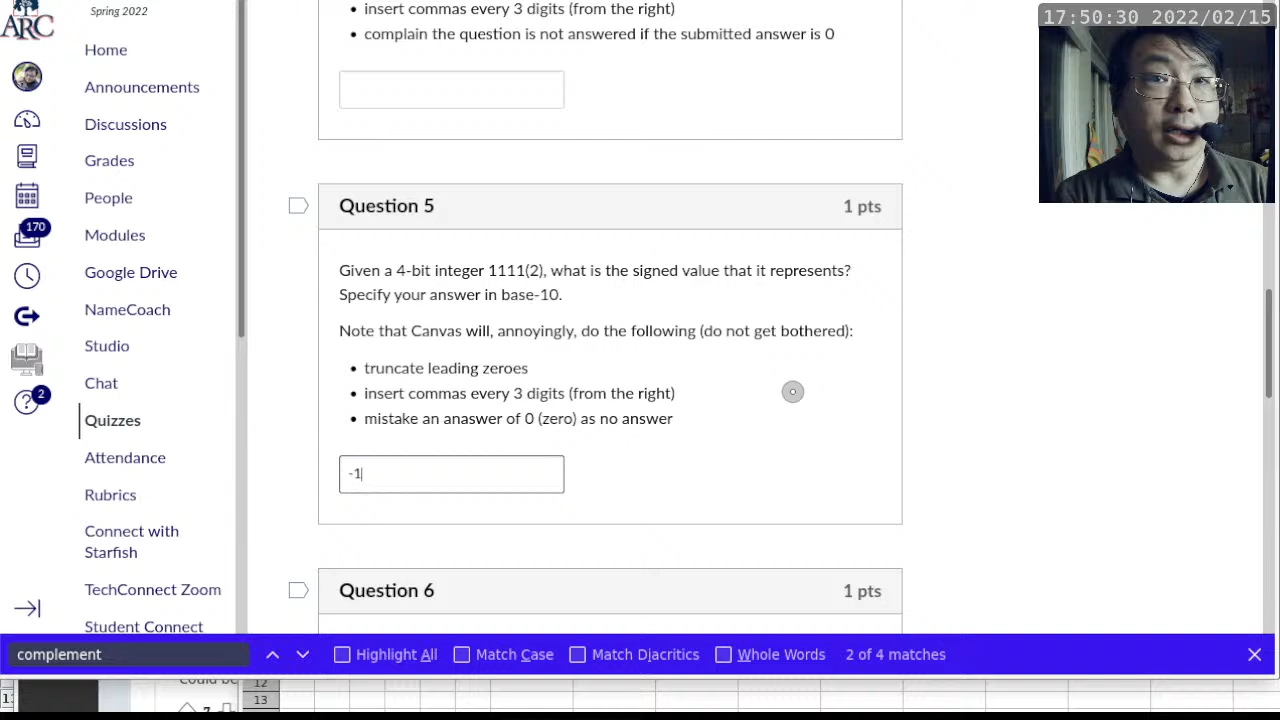 17:50:30 2022/02/15
ARC
170
2
Spring 2022
Home
Announcements
Discussions
Grades
People
Modules
Google Drive
NameCoach
Studio
Chat
Quizzes
Attendance
Rubrics
Connect with
Starfish
TechConnect Zoom
Student Connect
insert commas every 3 digits (from the right)
complain the question is not answered if the submitted answer is 0
Question 5
1 pts
Given a 4-bit integer 1111(2), what is the signed value that it represents?
Specify your answer in base-10.
Note that Canvas will, annoyingly, do the following (do not get bothered):
truncate leading zeroes
insert commas every 3 digits (from the right)
mistake an anaswer of 0 (zero) as no answer
-1
Question 6
1 pts
complement
Highlight All
Match Case
Match Diacritics
Whole Words
2 of 4 matches
12
13